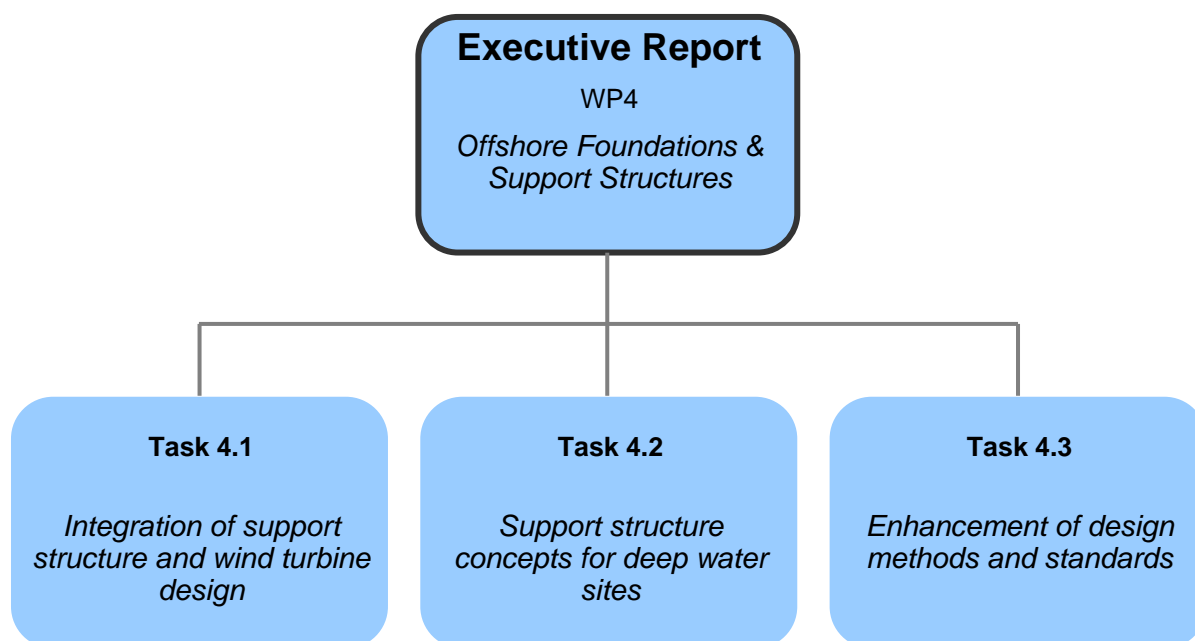 Executive Report
WP4
Offshore Foundations &
Support Structures
Task 4.1
Integration of support
structure and wind turbine
design
Task 4.2
Support structure
concepts for deep water
sites
Task 4.3
Enhancement of design
methods and standards